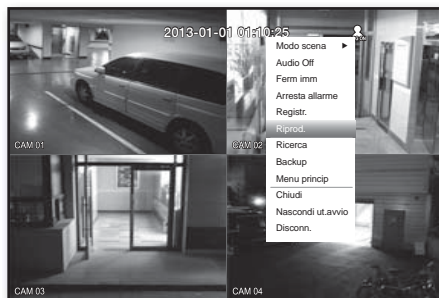 2013-01-01 01:10:25
Modo scena
Audio Off
Ferm imm
Arresta allarme
Registr.
Riprod.
Ricerca
Backup
Menu princip
Chiudi
Nascondi ut.avvio
Disconn.
CAM 01
CAM 02
CAM 03
CAM 04